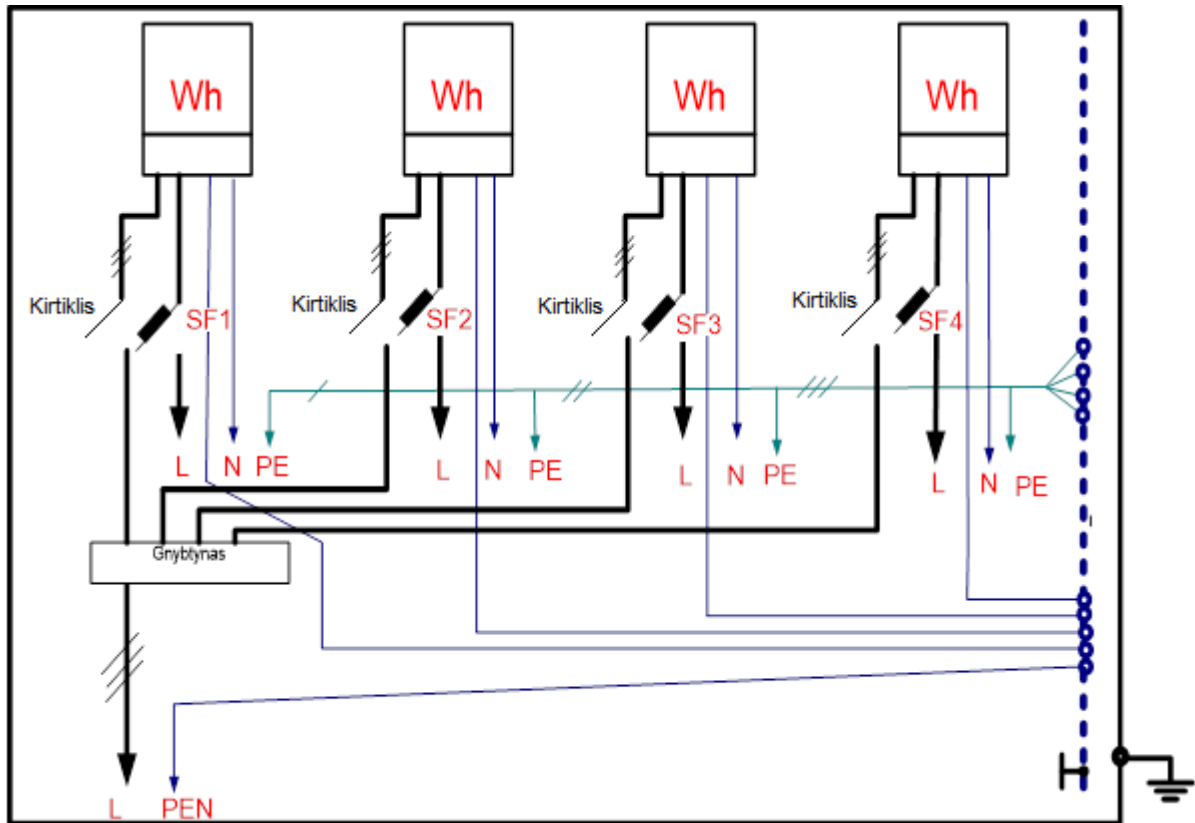 Wh
Wh
Wh
Wh
Kirtiklis
SF1
Kirtiklis
SF2
Kirtiklis
SF3
Kirtiklis
SF4
L
N
PE
L
N
PE
L
N
PE
L
N
PE
Gnybtynas
L
PEN